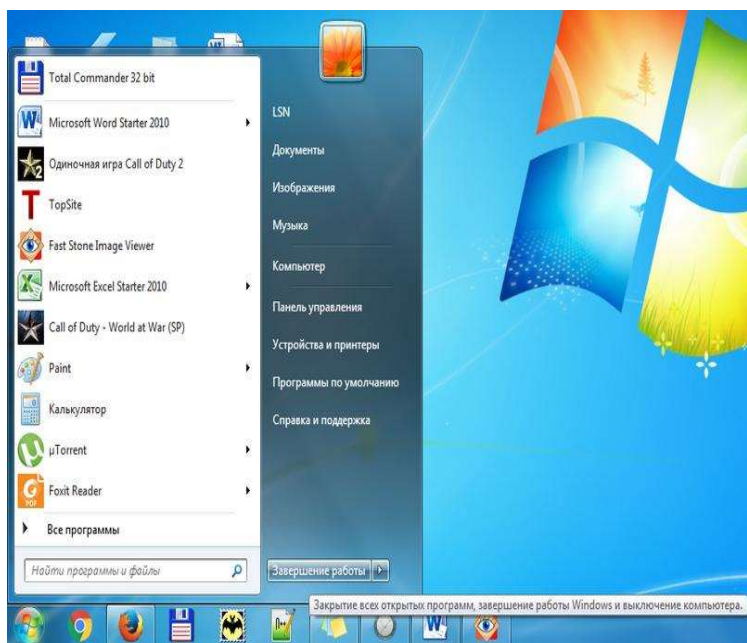 Total Commander 32 bit
Microsoft Word Starter 2010
Одиночная игра Call of Duty 2
TopSite
Fast Stone Image Viewer
Microsoft Excel Starter 2010
Call of Duty - World at War (SP)
Paint
Калькулятор
µTorrent
Foxit Reader
Все программы
Найти программы и файлы
LSN
Документы
Изображения
Музыка
Компьютер
Панель управления
Устройства и принтеры
Программы по умолчанию
Справка и поддержка
Завершение работы
Закрытие всех открытых программ, завершение работы Windows и выключение компьютера.